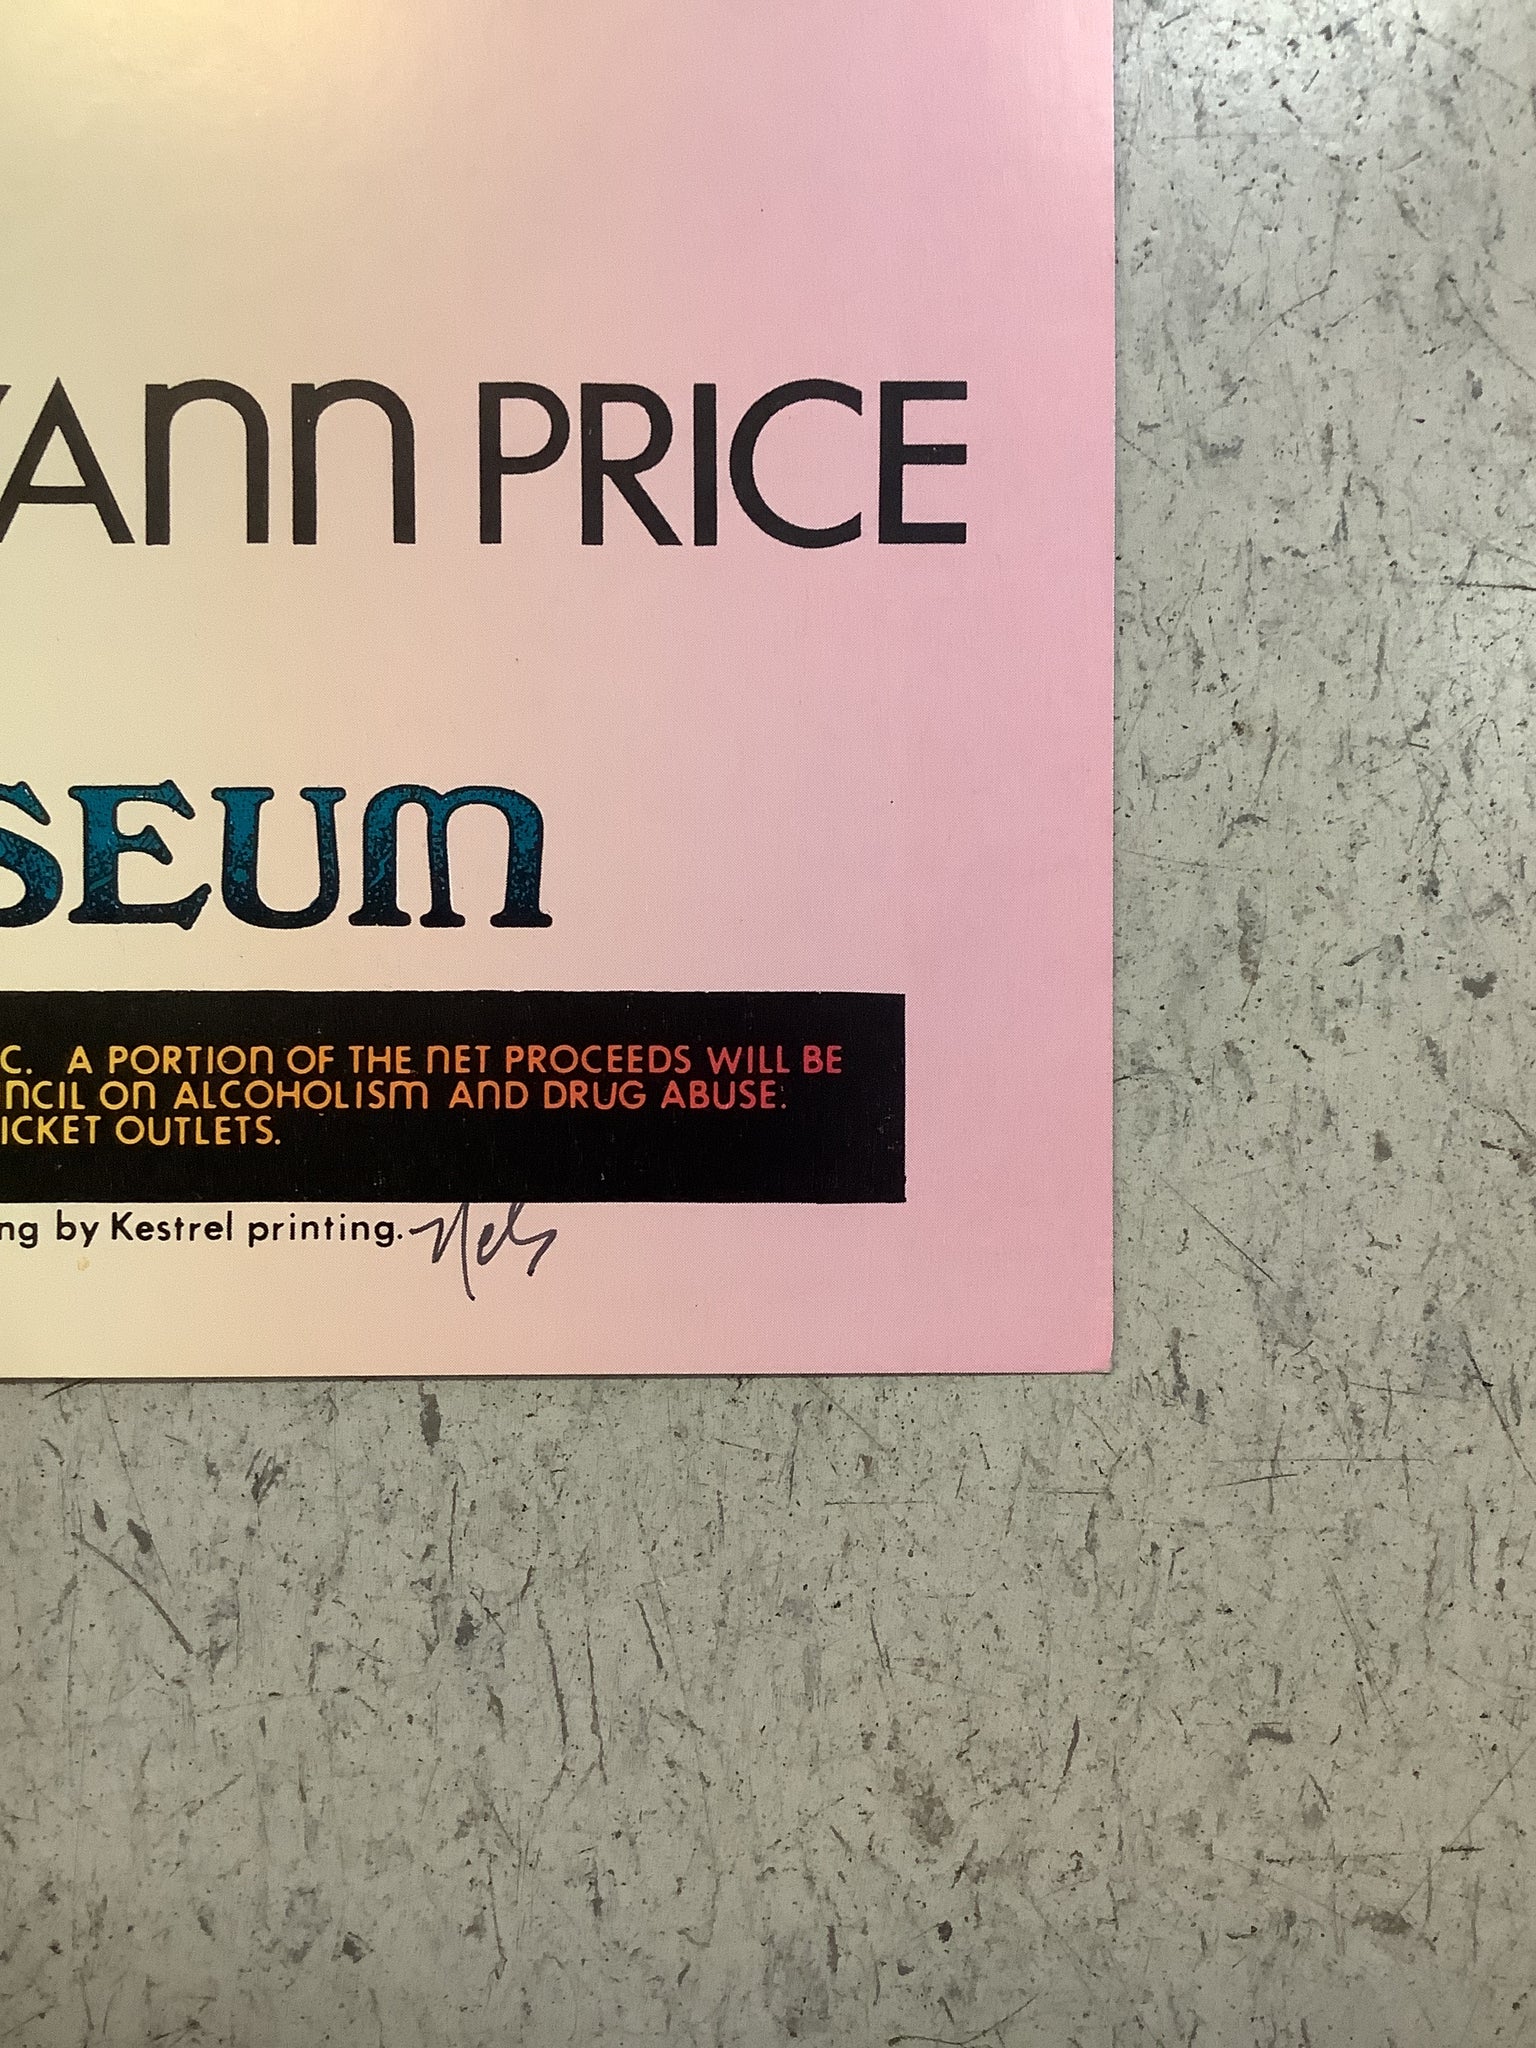 YANN PRICE
SEUM
C. A PORTION OF THE NET PROCEEDS WILL BE
NCIL ON ALCOHOLISM AND DRUG ABUSE.
ICKET OUTLETS.
ng by Kestrel printing.